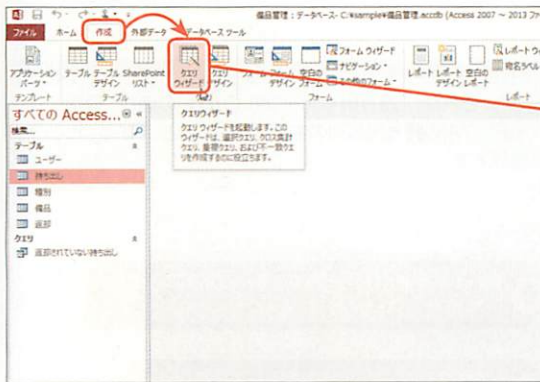 備品管理 : データベース- C:¥sample¥備品管理.accdb (Access 2007 ～ 2013 ファ
ファイル ホーム 作成 外部データ データベース ツール
アプリケーション パーツ テーブル テーブル デザイン SharePoint リスト クエリ ウィザード クエリ デザイン フォーム フォーム デザイン 空白の フォーム フォーム ウィザード ナビゲーション その他のフォーム レポート レポート デザイン 空白の レポート レポート ウィ 宛名ラベル
テンプレート テーブル クエリ フォーム レポート
すべての Access...
検索...
テーブル
ユーザー
持ち出し
種別
備品
返却
クエリ
返却されていない持ち出し
クエリ ウィザード
クエリ ウィザードを起動します。この
ウィザードは、選択クエリ、クロス集計
クエリ、重複クエリ、および不一致クエ
リを作成するのに役立ちます。